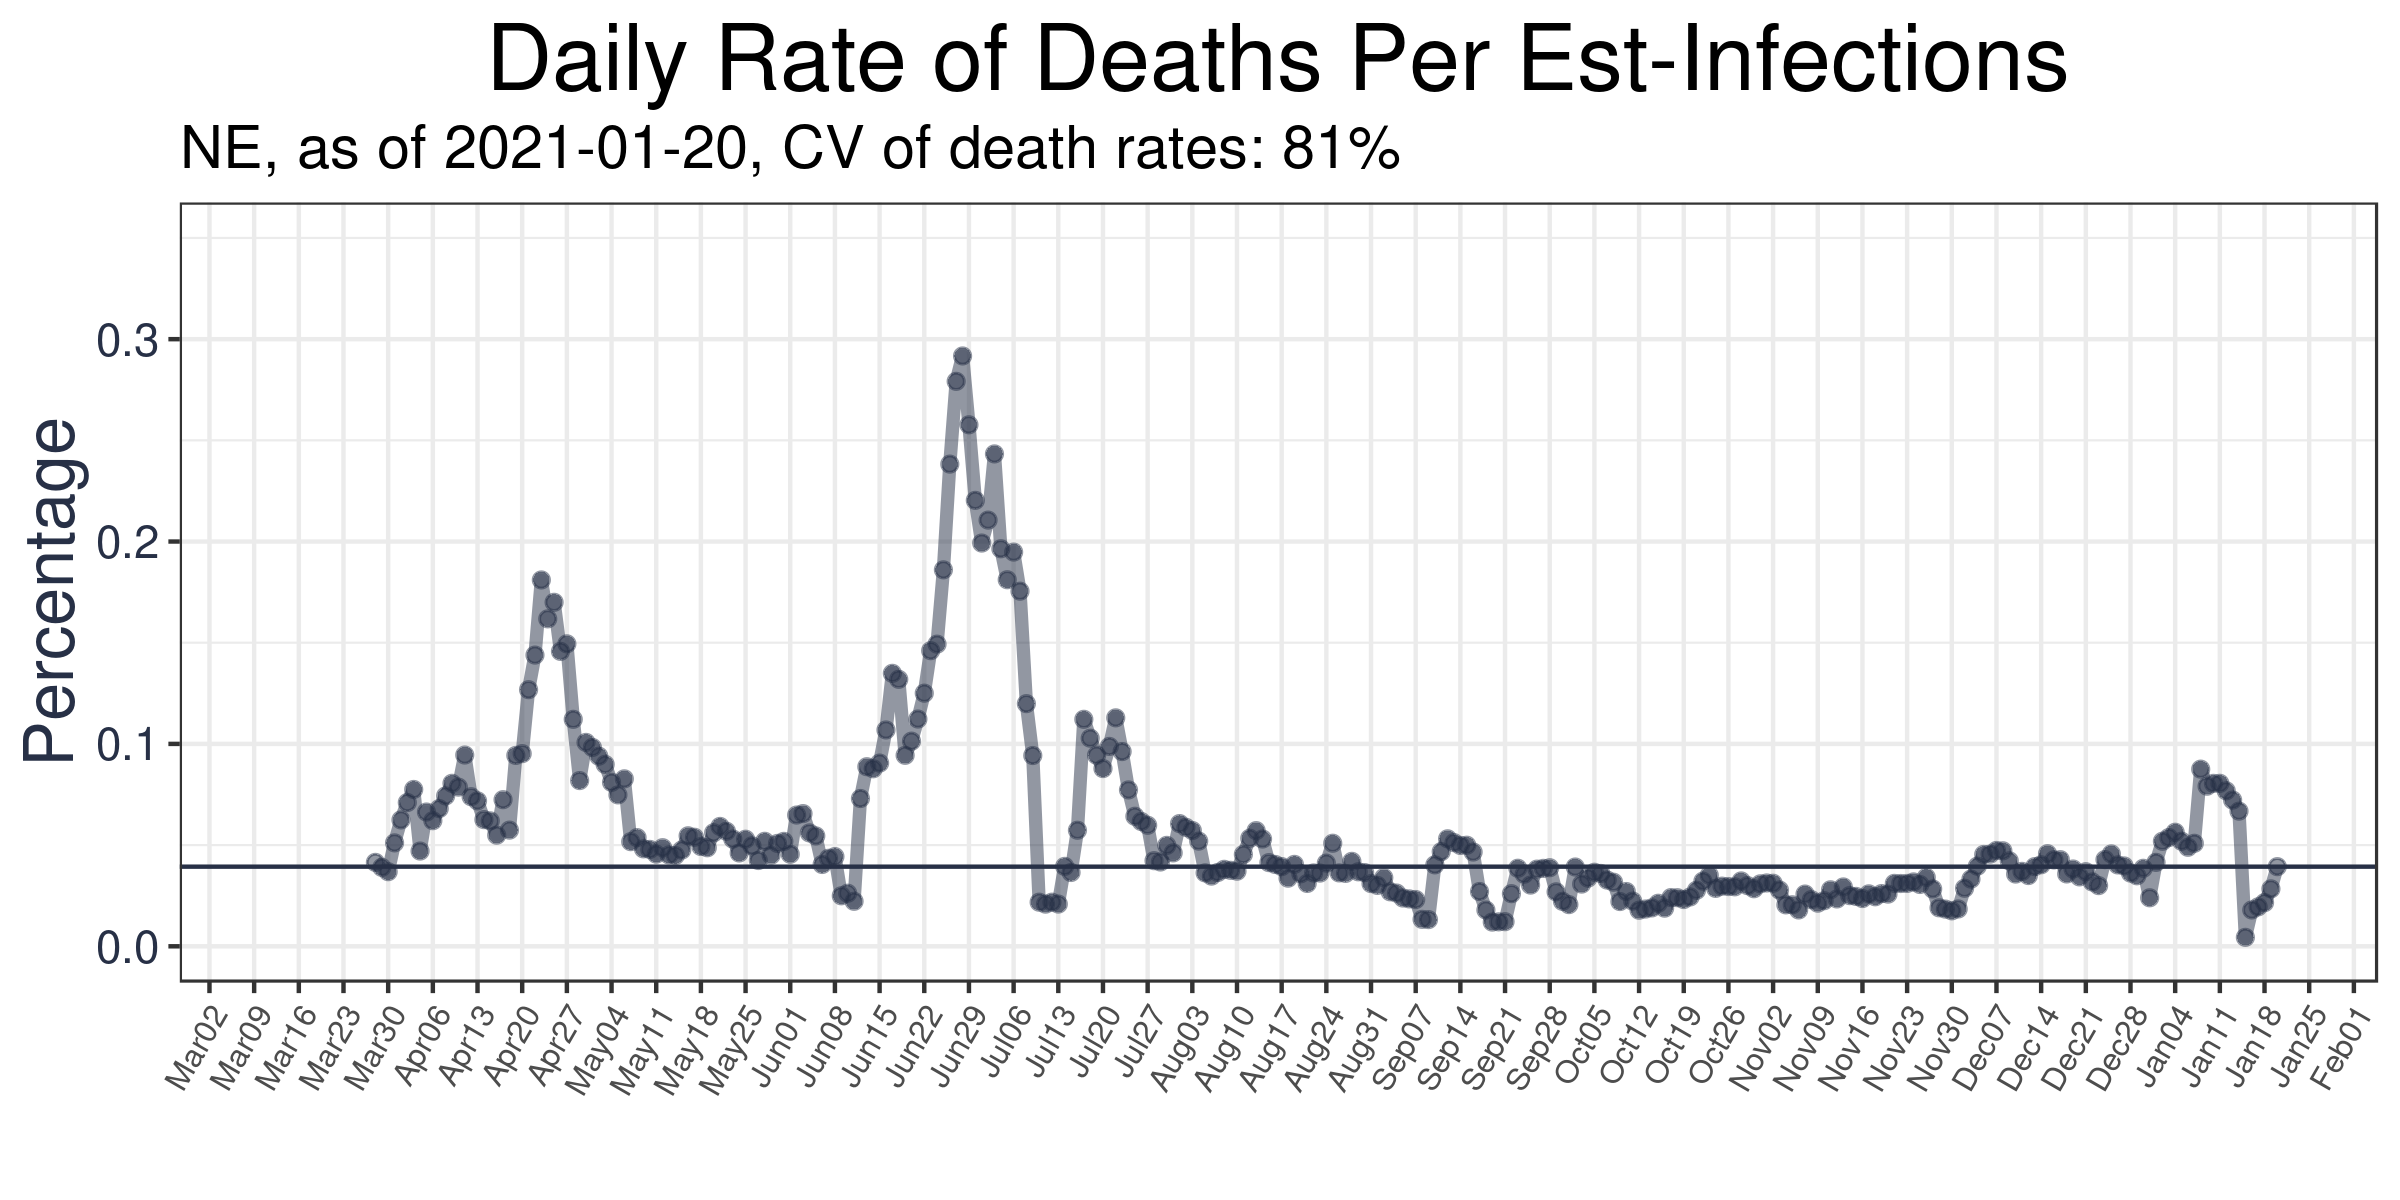 Daily Rate of Deaths Per Est-Infections
NE, as of 2021-01-20, CV of death rates: 81%
Percentage
0.3
0.2
0.1
0.0
Mar02 Mar09 Mar16 Mar23 Mar30 Apr06 Apr13 Apr20 Apr27 May04 May11 May18 May25 Jun01 Jun08 Jun15 Jun22 Jun29 Jul06 Jul13 Jul20 Jul27 Aug03 Aug10 Aug17 Aug24 Aug31 Sep07 Sep14 Sep21 Sep28 Oct05 Oct12 Oct19 Oct26 Nov02 Nov09 Nov16 Nov23 Nov30 Dec07 Dec14 Dec21 Dec28 Jan04 Jan11 Jan18 Jan25 Feb01